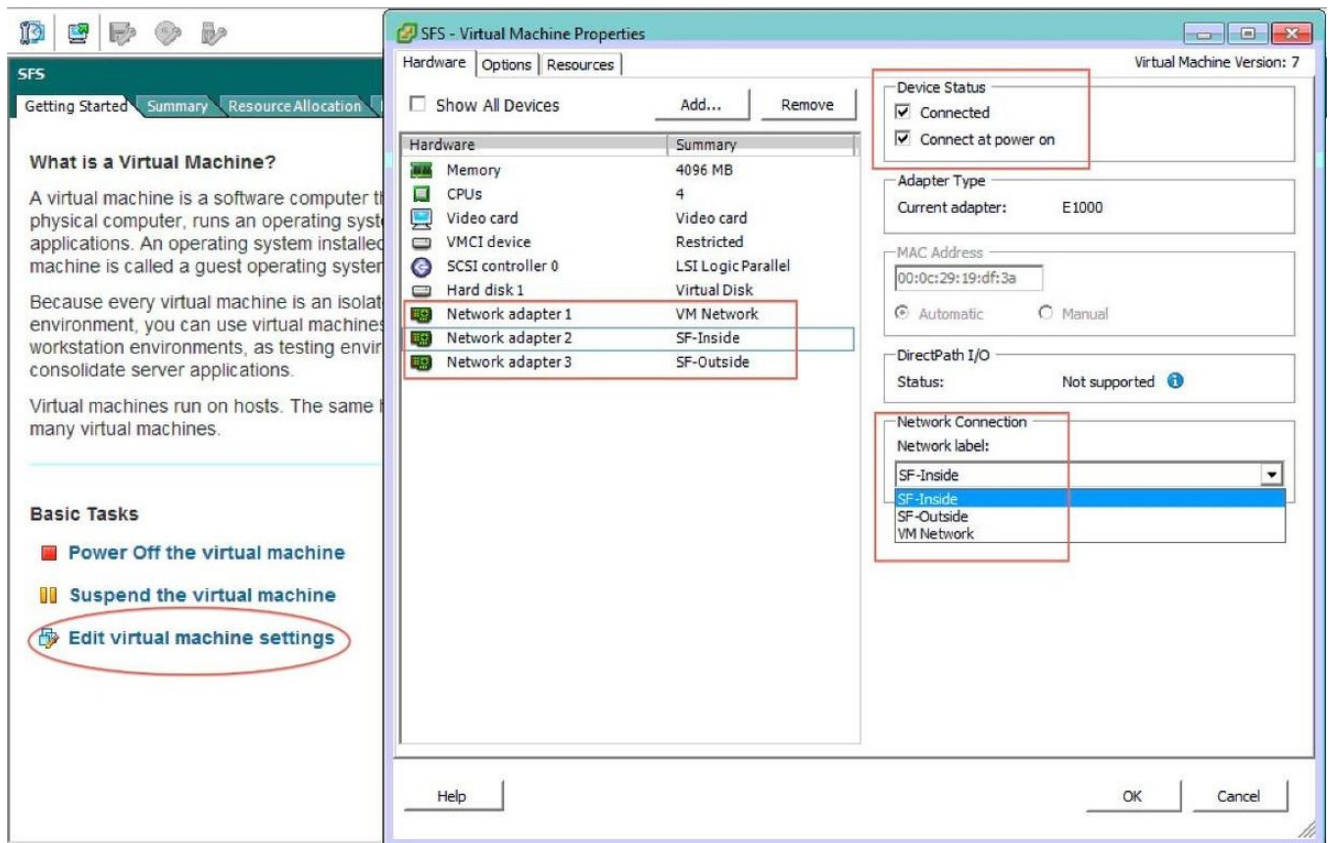 SFS
Getting Started
Summary
Resource Allocation
What is a Virtual Machine?
A virtual machine is a software computer
physical computer, runs an operating
applications. An operating system installed
machine is called a guest operating
Because every virtual machine is an
environment, you can use virtual machines
workstation environments, as testing
consolidate server applications.
Virtual machines run on hosts. The same
many virtual machines.
Basic Tasks
Power Off the virtual machine
Suspend the virtual machine
Edit virtual machine settings
SFS - Virtual Machine Properties
Hardware
Options
Resources
Virtual Machine Version: 7
Show All Devices
Add...
Remove
Hardware Summary
Memory 4096 MB
CPUs 4
Video card Video card
VMCI device Restricted
SCSI controller 0 LSI Logic Parallel
Hard disk 1 Virtual Disk
Network adapter 1 VM Network
Network adapter 2 SF-Inside
Network adapter 3 SF-Outside
Device Status
Connected
Connect at power on
Adapter Type
Current adapter: E1000
MAC Address
00:0c:29:19:df:3a
Automatic Manual
DirectPath I/O
Status: Not supported
Network Connection
Network label:
SF-Inside
SF-Inside
SF-Outside
VM Network
Help
OK
Cancel